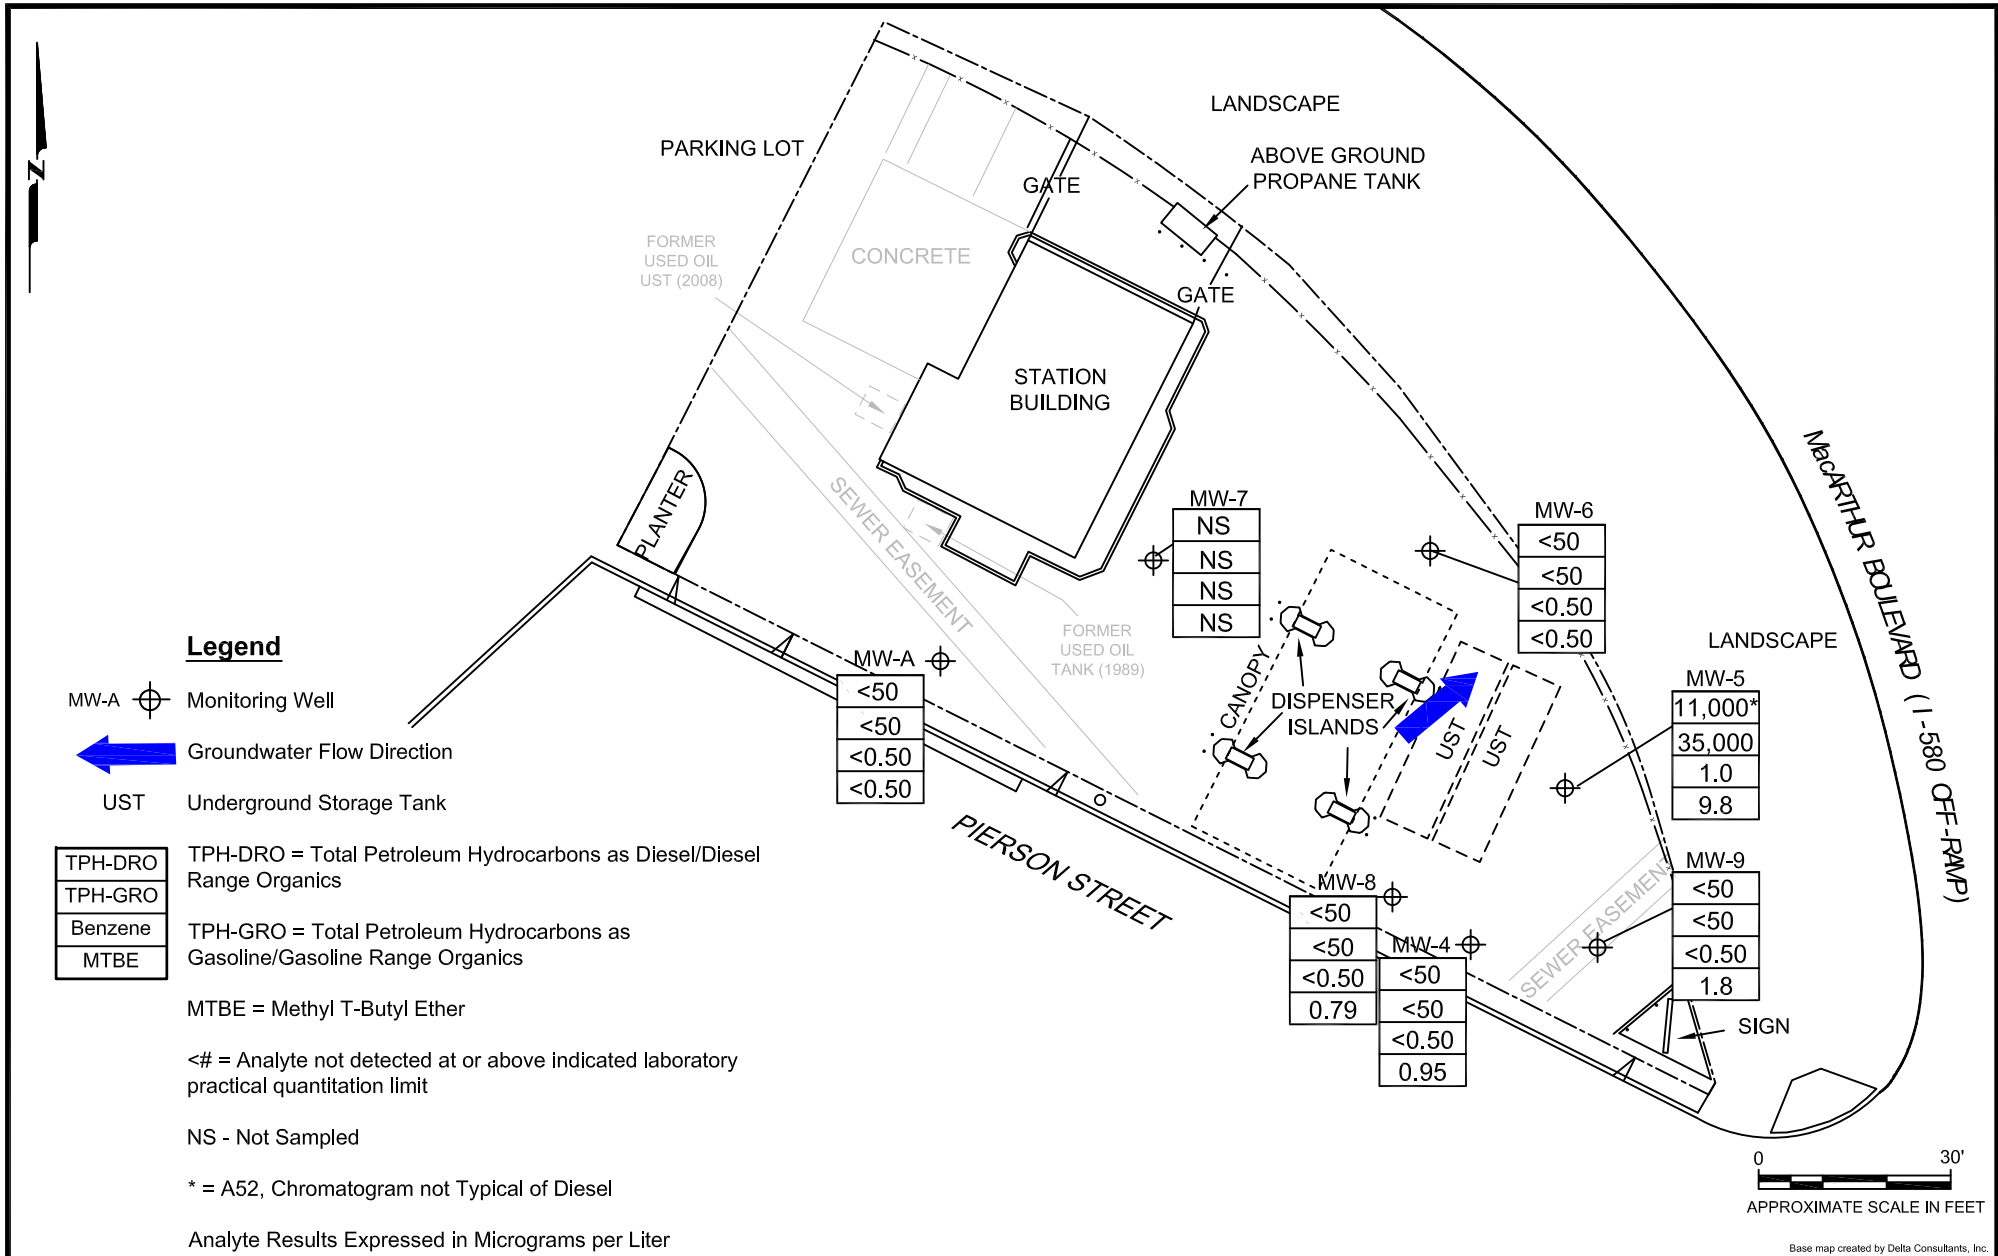 N
PARKING LOT
LANDSCAPE
ABOVE GROUND
PROPANE TANK
GATE
FORMER
USED OIL
UST (2008)
CONCRETE
GATE
STATION
BUILDING
PLANTER
SEWER EASEMENT
FORMER
USED OIL
TANK (1989)
MW-7
NS
NS
NS
NS
MW-6
<50
<50
<0.50
<0.50
MacARTHUR BOULEVARD (I-580 OFF-RAMP)
LANDSCAPE
MW-5
11,000*
35,000
1.0
9.8
MW-A
<50
<50
<0.50
<0.50
CANOPY
DISPENSER
ISLANDS
UST
UST
PIERSON STREET
MW-8
<50
<50
<0.50
0.79
MW-4
<50
<50
<0.50
0.95
MW-9
<50
<50
<0.50
1.8
SEWER EASEMENT
SIGN
Legend
MW-A Monitoring Well
Groundwater Flow Direction
UST Underground Storage Tank
TPH-DRO
TPH-GRO
Benzene
MTBE
TPH-DRO = Total Petroleum Hydrocarbons as Diesel/Diesel
Range Organics
TPH-GRO = Total Petroleum Hydrocarbons as
Gasoline/Gasoline Range Organics
MTBE = Methyl T-Butyl Ether
<# = Analyte not detected at or above indicated laboratory
practical quantitation limit
NS - Not Sampled
* = A52, Chromatogram not Typical of Diesel
Analyte Results Expressed in Micrograms per Liter
0 30'
APPROXIMATE SCALE IN FEET
Base map created by Delta Consultants, Inc.